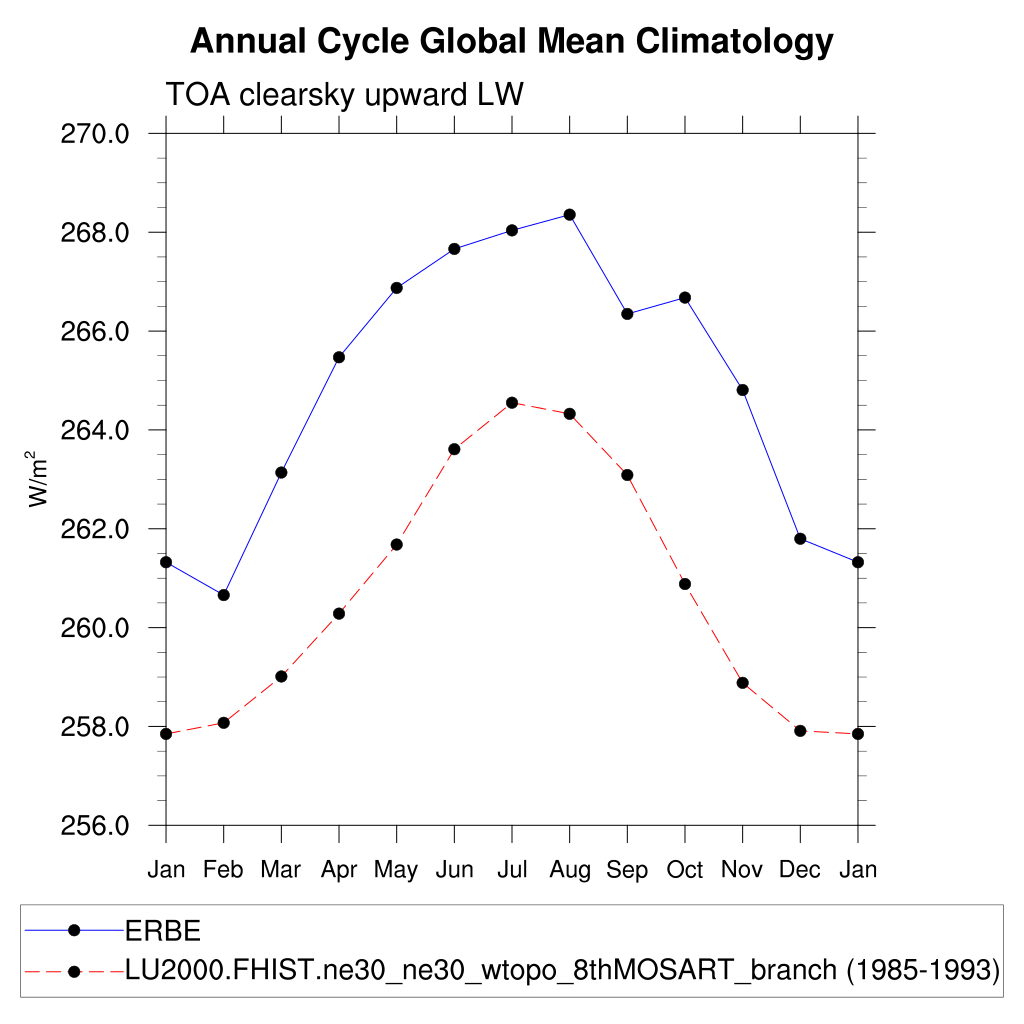 Annual Cycle Global Mean Climatology
TOA clearsky upward LW
270.0
268.0
266.0
264.0
262.0
260.0
258.0
256.0
W/m²
Jan Feb Mar Apr May Jun Jul Aug Sep Oct Nov Dec Jan
ERBE
LU2000.FHIST.ne30_ne30_wtopo_8thMOSART_branch (1985-1993)